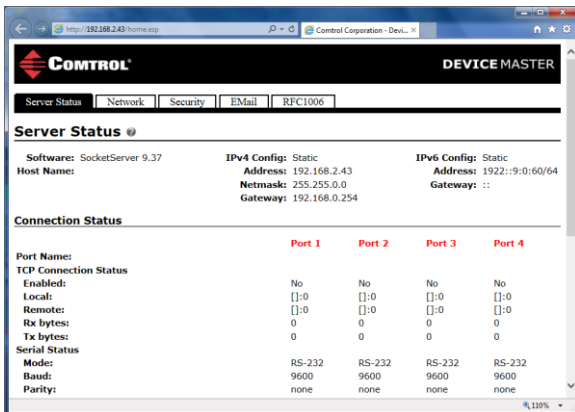 http://192.168.2.43/home.asp
Comtrol Corporation - Devi...
COMTROL®
DEVICEMASTER
Server Status Network Security EMail RFC1006
Server Status
Software: SocketServer 9.37 IPv4 Config: Static IPv6 Config: Static
Host Name: Address: 192.168.2.43 Address: 1922::9:0:60/64
Netmask: 255.255.0.0 Gateway: ::
Gateway: 192.168.0.254
Connection Status
Port 1 Port 2 Port 3 Port 4
Port Name:
TCP Connection Status
Enabled: No No No No
Local: []:0 []:0 []:0 []:0
Remote: []:0 []:0 []:0 []:0
Rx bytes: 0 0 0 0
Tx bytes: 0 0 0 0
Serial Status
Mode: RS-232 RS-232 RS-232 RS-232
Baud: 9600 9600 9600 9600
Parity: none none none none
110%